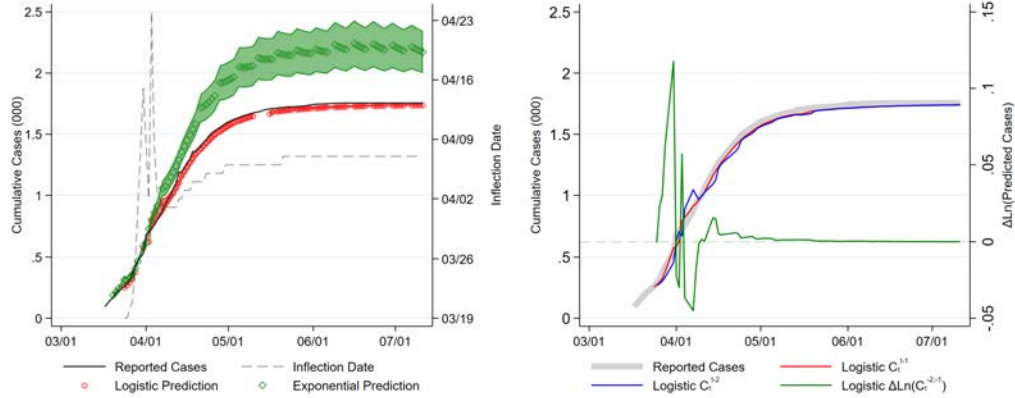 2.5
2
1.5
1
.5
0
Cumulative Cases (000)
04/23
04/16
04/09
04/02
03/26
03/19
Inflection Date
03/01 04/01 05/01 06/01 07/01
Reported Cases Inflection Date
Logistic Prediction Exponential Prediction
2.5
2
1.5
1
.5
0
Cumulative Cases (000)
.15
.1
.05
0
-.05
ΔLn(Predicted Cases)
03/01 04/01 05/01 06/01 07/01
Reported Cases Logistic Cₜᵗ⁻¹
Logistic Cₜᵗ⁻² Logistic ΔLn(Cₜ⁻²,⁻¹)